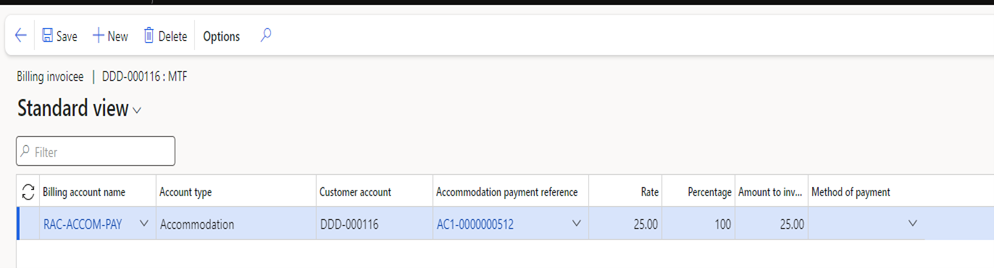 Save New Delete Options
Billing invoicee | DDD-000116 : MTF
Standard view
Filter
Billing account name Account type Customer account Accommodation payment reference Rate Percentage Amount to inv... Method of payment
RAC-ACCOM-PAY Accommodation DDD-000116 AC1-0000000512 25.00 100 25.00